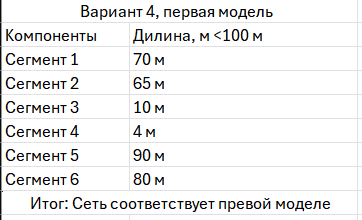 Вариант 4, первая модель
Компоненты Дилина, м <100 м
Сегмент 1 70 м
Сегмент 2 65 м
Сегмент 3 10 м
Сегмент 4 4 м
Сегмент 5 90 м
Сегмент 6 80 м
Итог: Сеть соответствует превой моделе